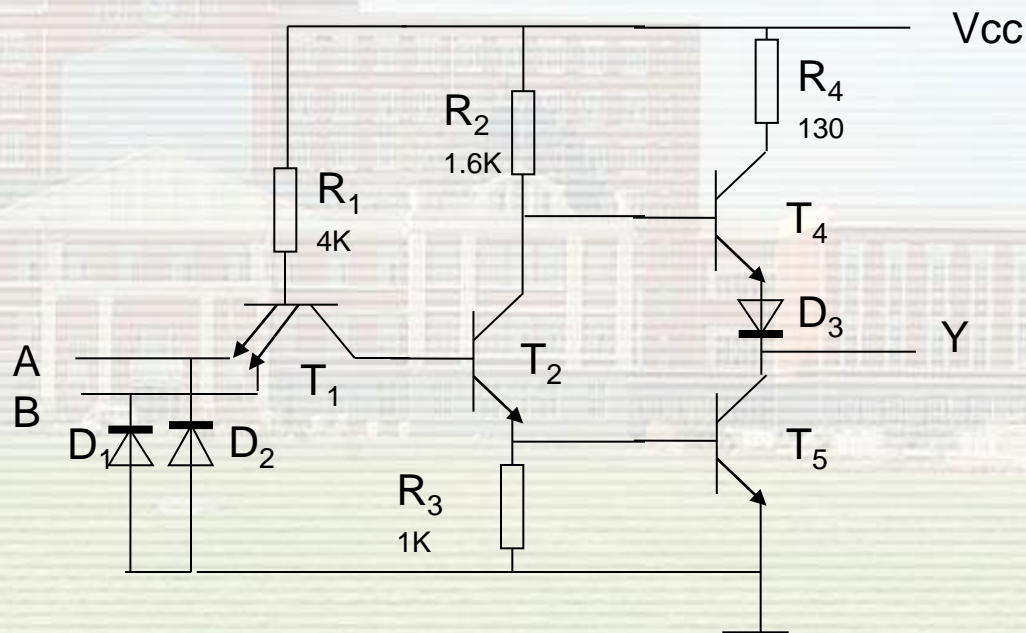 Vcc
R₄
130
R₂
1.6K
R₁
4K
T₄
D₃
Y
A
B
T₁
T₂
D₁
D₂
T₅
R₃
1K